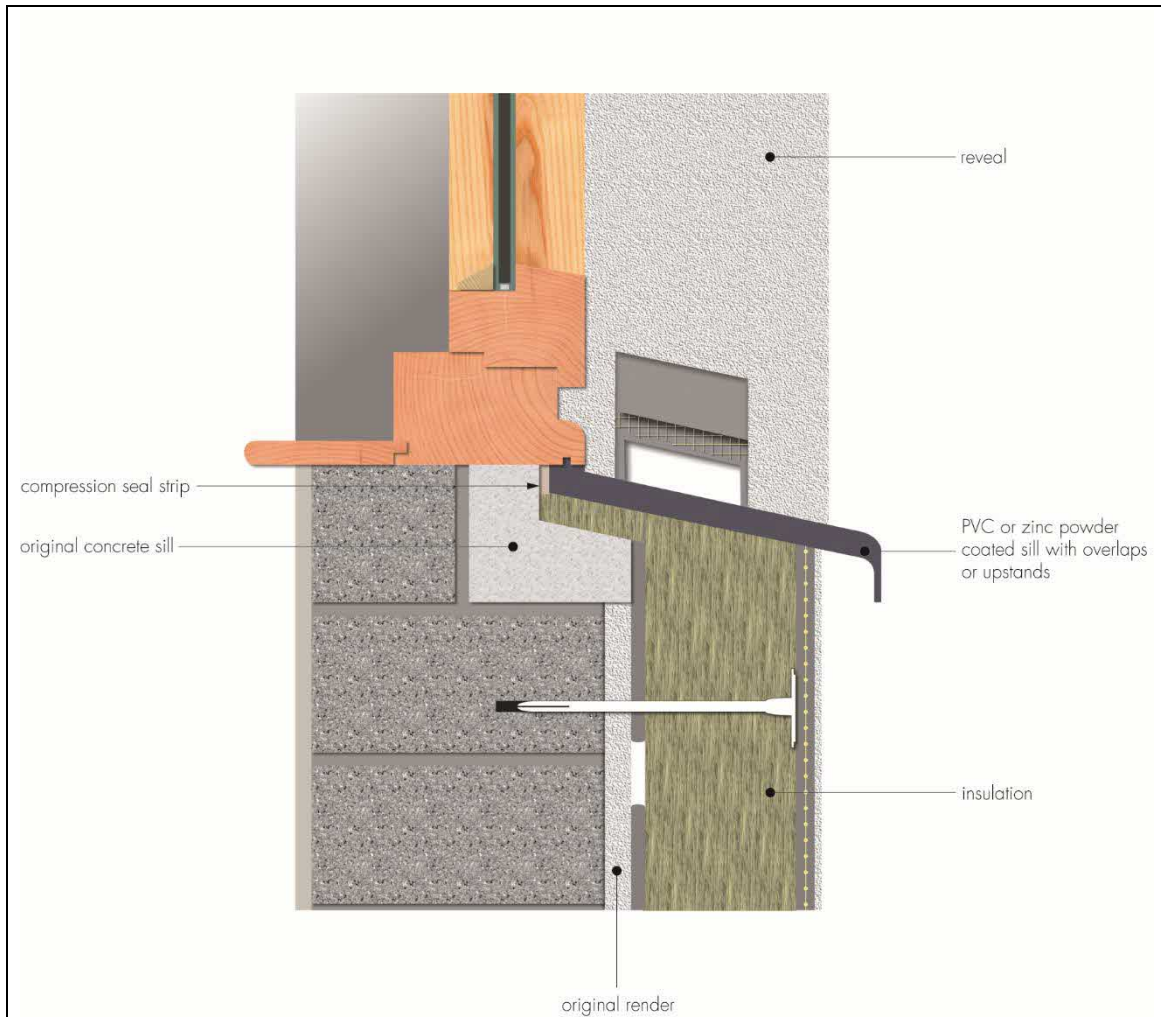 reveal
compression seal strip
original concrete sill
PVC or zinc powder
coated sill with overlaps
or upstands
insulation
original render